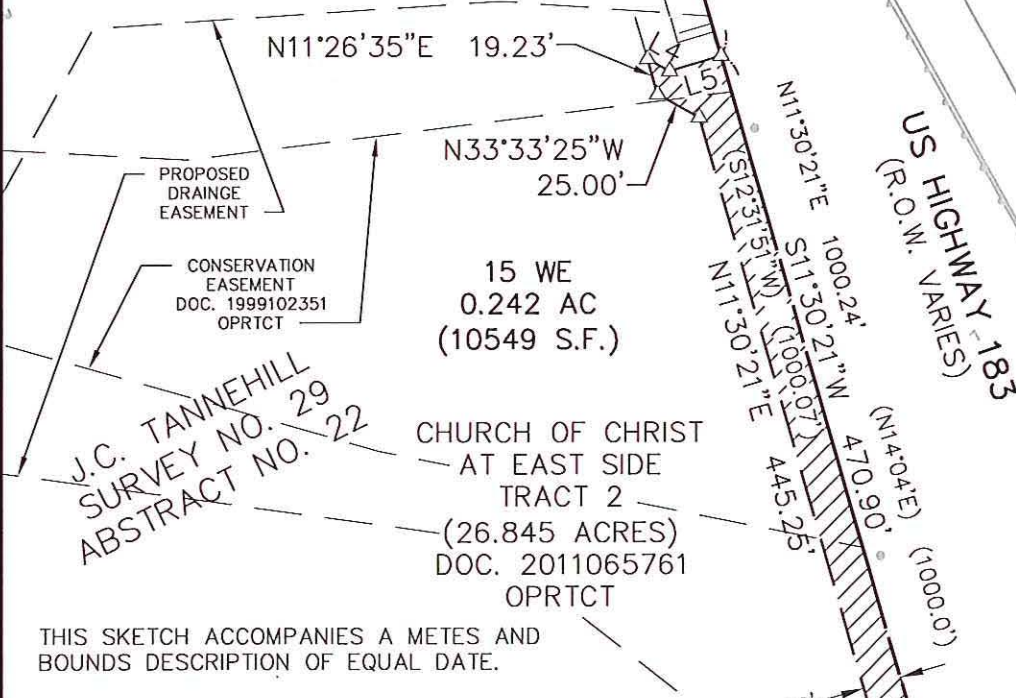 N11°26'35"E 19.23'
L5
N33°33'25"W
25.00'
PROPOSED
DRAINGE
EASEMENT
CONSERVATION
EASEMENT
DOC. 1999102351
OPRTCT
15 WE
0.242 AC
(10549 S.F.)
J.C. TANNEHILL
SURVEY NO. 29
ABSTRACT NO. 22
CHURCH OF CHRIST
AT EAST SIDE
TRACT 2
(26.845 ACRES)
DOC. 2011065761
OPRTCT
N11°30'21"E 445.25'
(S12°31'51"W) (1000.07')
S11°30'21"W 470.90'
N11°30'21"E 1000.24'
(N14°04'E) (1000.0')
US HIGHWAY 183
(R.O.W. VARIES)
THIS SKETCH ACCOMPANIES A METES AND
BOUNDS DESCRIPTION OF EQUAL DATE.